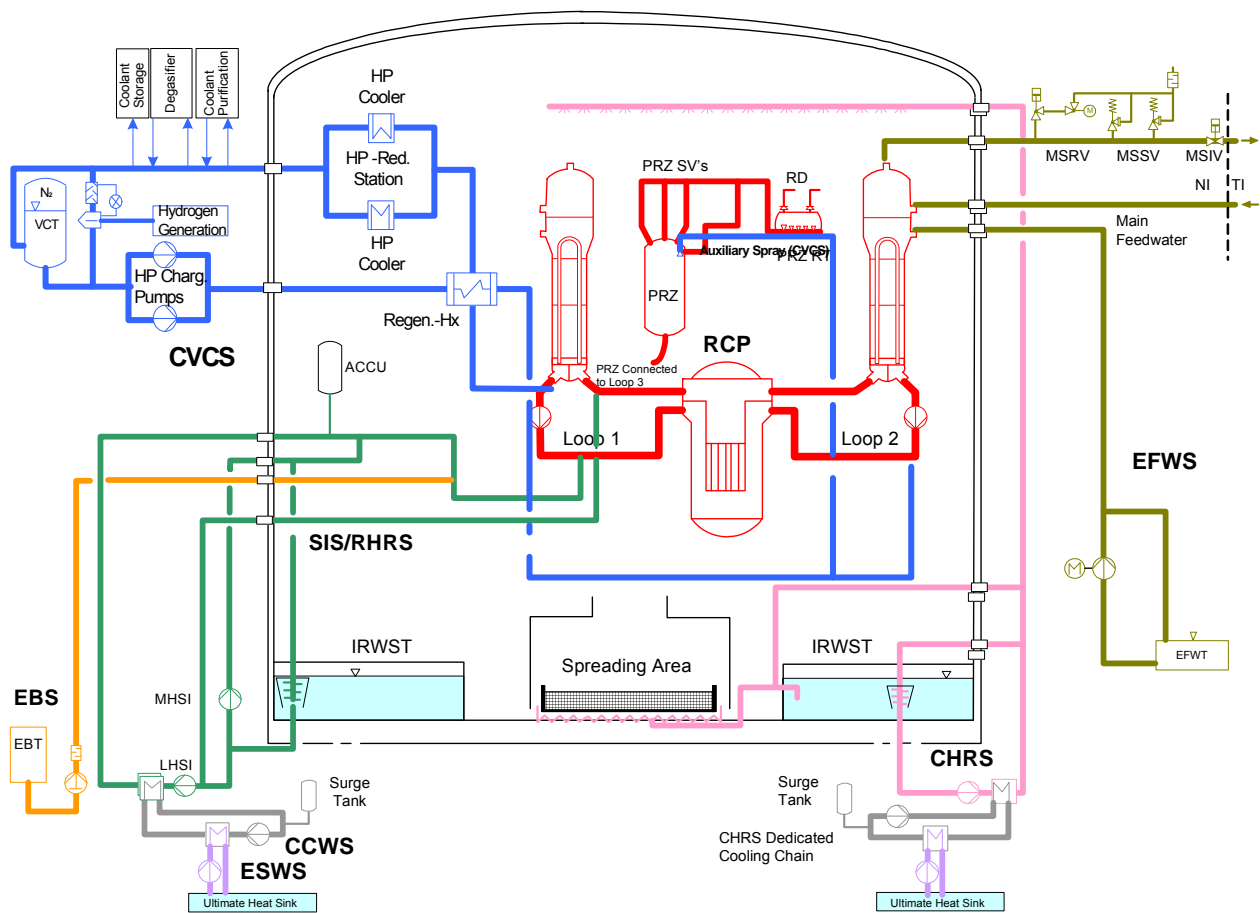 Coolant
Storage
Degasifier
Coolant
Purification
HP
Cooler
HP -Red.
Station
HP
Cooler
N₂
VCT
Hydrogen
Generation
HP Charg.
Pumps
CVCS
Regen.-Hx
ACCU
PRZ SV's
RD
Auxiliary Spray (CVCS)
PRZ RT
PRZ
RCP
PRZ Connected
to Loop 3
Loop 1
Loop 2
MSRV
MSSV
MSIV
M
NI
TI
Main
Feedwater
EFWS
M
EFWT
SIS/RHRS
IRWST
Spreading Area
IRWST
EBS
EBT
MHSI
LHSI
CHRS
Surge
Tank
CCWS
ESWS
Ultimate Heat Sink
Surge
Tank
CHRS Dedicated
Cooling Chain
Ultimate Heat Sink